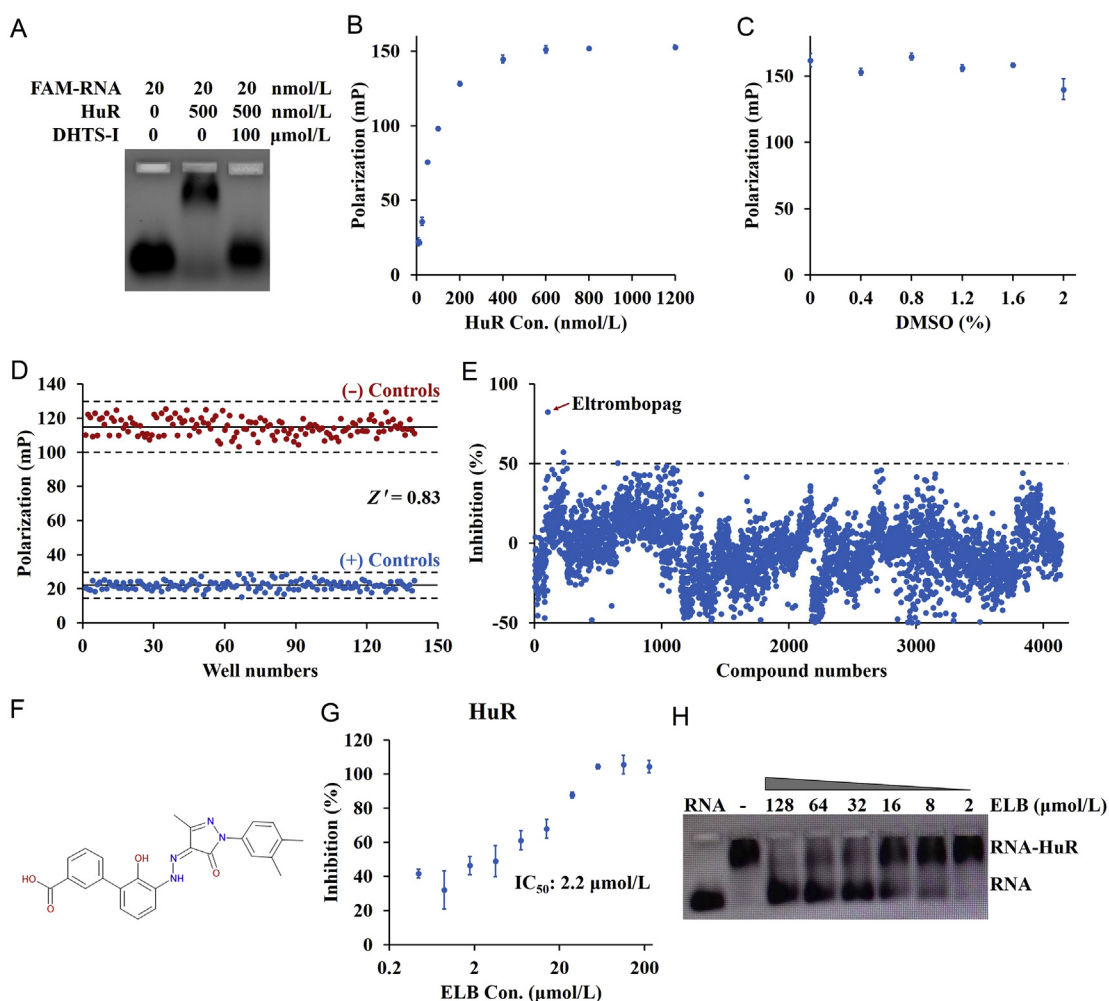 A
FAM-RNA 20 20 20 nmol/L
HuR 0 500 500 nmol/L
DHTS-I 0 0 100 μmol/L
B
Polarization (mP)
150
100
50
0
0 200 400 600 800 1000 1200
HuR Con. (nmol/L)
C
Polarization (mP)
150
100
50
0
0 0.4 0.8 1.2 1.6 2
DMSO (%)
D
Polarization (mP)
140
120
100
80
60
40
20
0
(–) Controls
Z' = 0.83
(+) Controls
0 30 60 90 120 150
Well numbers
E
Inhibition (%)
100
50
0
-50
Eltrombopag
0 1000 2000 3000 4000
Compound numbers
F
HO
O
OH
NH
N
N
N
O
G
HuR
Inhibition (%)
120
100
80
60
40
20
0
IC50: 2.2 μmol/L
0.2 2 20 200
ELB Con. (μmol/L)
H
RNA - 128 64 32 16 8 2 ELB (μmol/L)
RNA-HuR
RNA